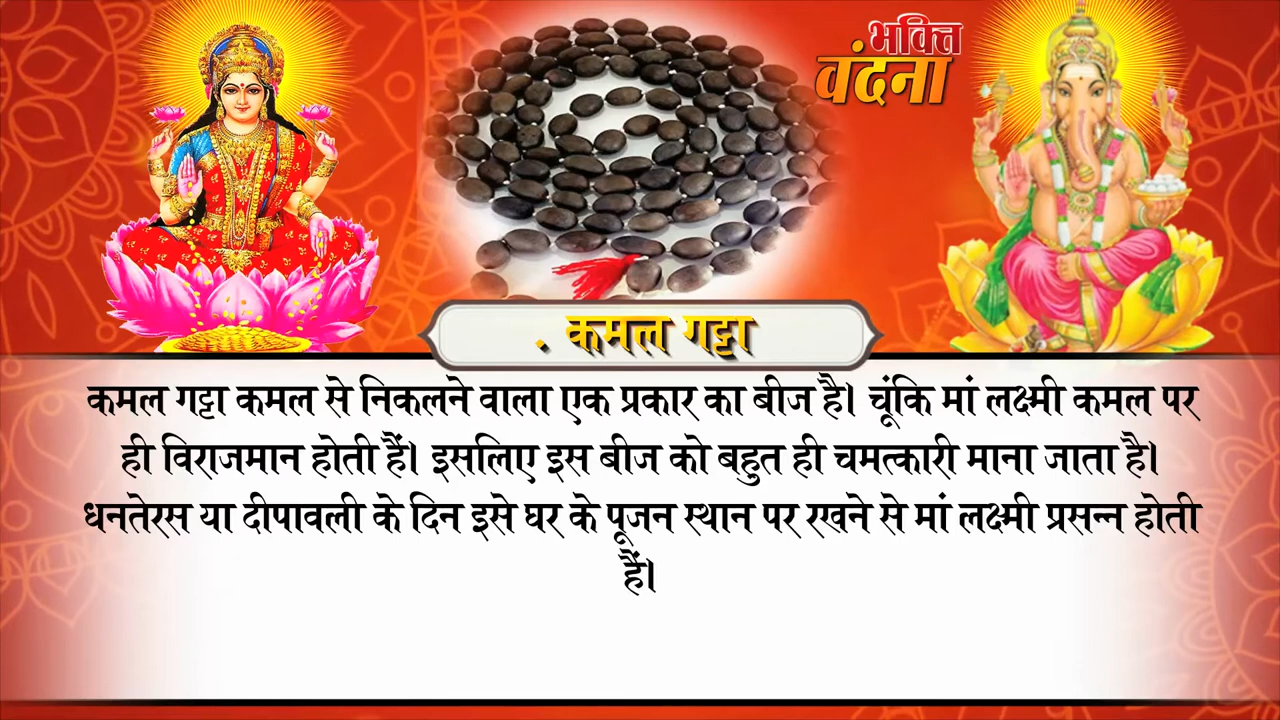 भक्ति
वंदना
. कमल गट्टा
कमल गट्टा कमल से निकलने वाला एक प्रकार का बीज है। चूंकि मां लक्ष्मी कमल पर
ही विराजमान होती हैं। इसलिए इस बीज को बहुत ही चमत्कारी माना जाता है।
धनतेरस या दीपावली के दिन इसे घर के पूजन स्थान पर रखने से मां लक्ष्मी प्रसन्न होती
हैं।